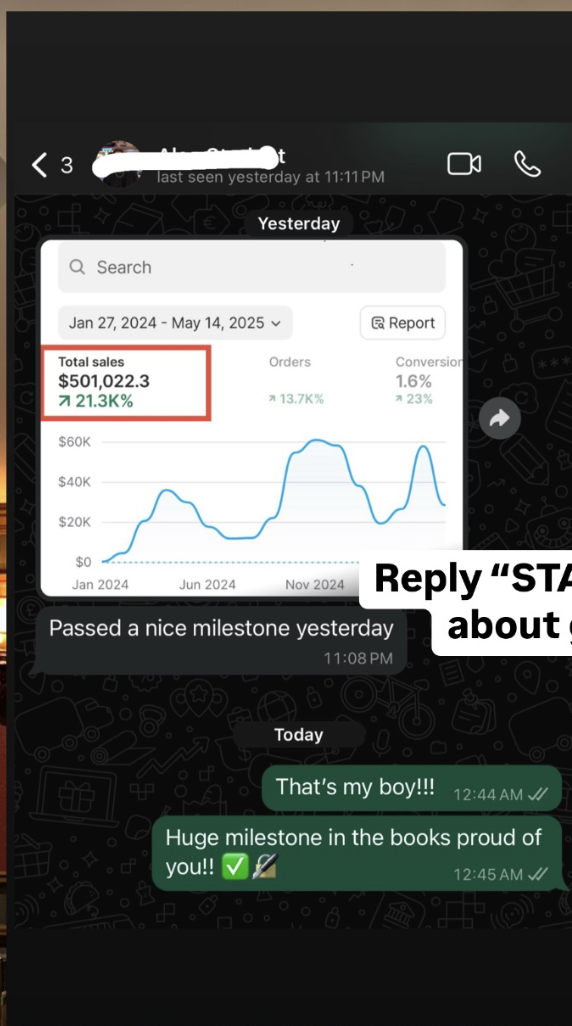 3
last seen yesterday at 11:11 PM
Yesterday
Search
Jan 27, 2024 - May 14, 2025
Report
Total sales
$501,022.3
21.3K%
Orders
13.7K%
Conversion
1.6%
23%
$60K
$40K
$20K
$0
Jan 2024
Jun 2024
Nov 2024
Reply “STA
about g
Passed a nice milestone yesterday
11:08 PM
Today
That’s my boy!!!
12:44 AM
Huge milestone in the books proud of
you!! ✅
12:45 AM